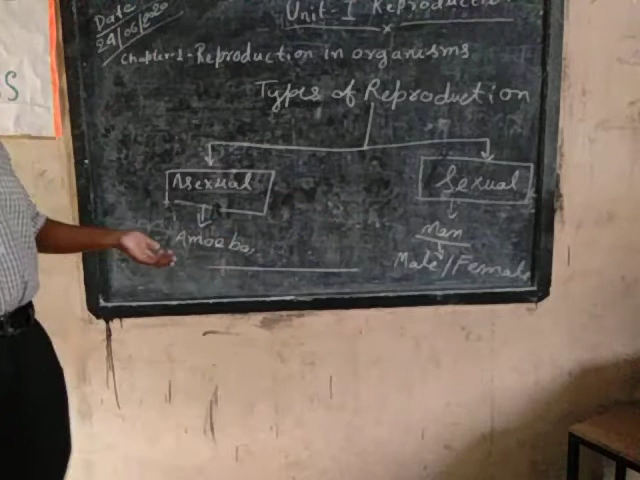 Date
24/06/2020
Unit-I Reproduction
x
Chapter-1-Reproduction in organisms
Types of Reproduction
Asexual
Sexual
Amoeba,
Man
Male/Female
S